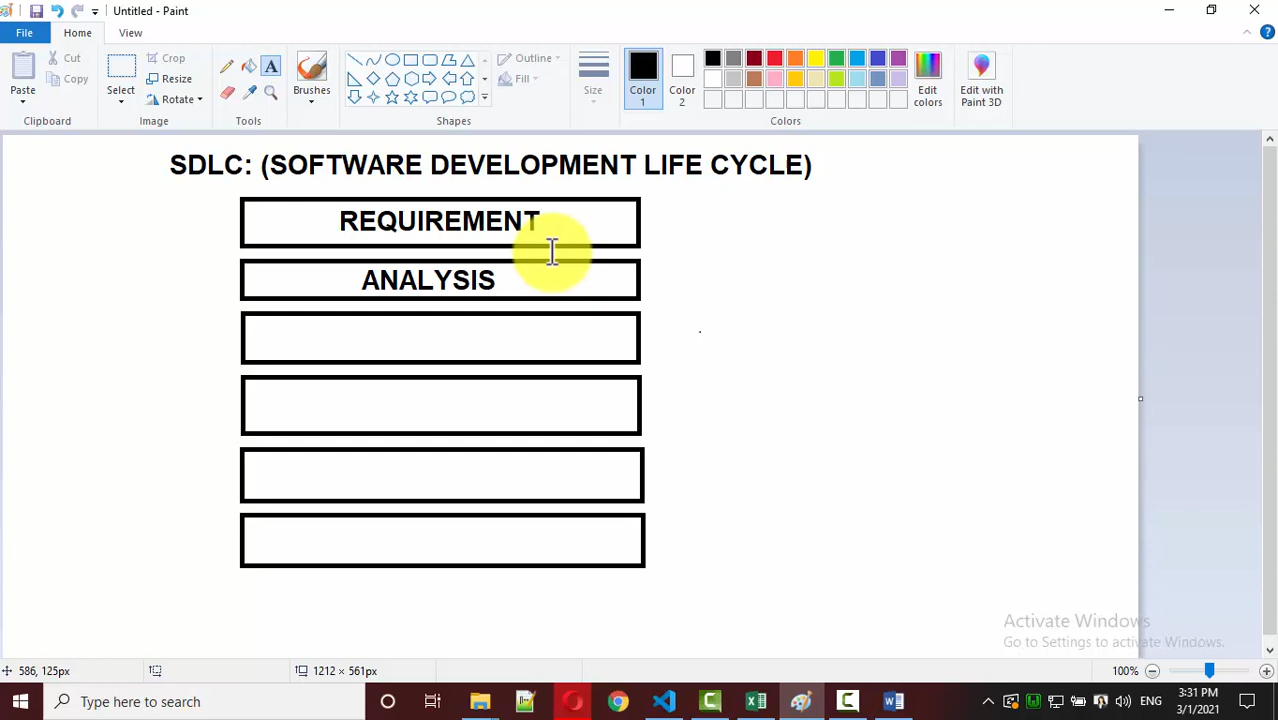 Untitled - Paint
File
Home
View
Paste
Cut
Copy
Clipboard
Select
Crop
Resize
Rotate
Image
A
Tools
Brushes
Outline
Fill
Shapes
Size
Color 1
Color 2
Edit colors
Colors
Edit with Paint 3D
SDLC: (SOFTWARE DEVELOPMENT LIFE CYCLE)
REQUIREMENT
ANALYSIS
Activate Windows
Go to Settings to activate Windows.
586, 125px
1212 × 561px
100%
Type here to search
ENG
3:31 PM
3/1/2021